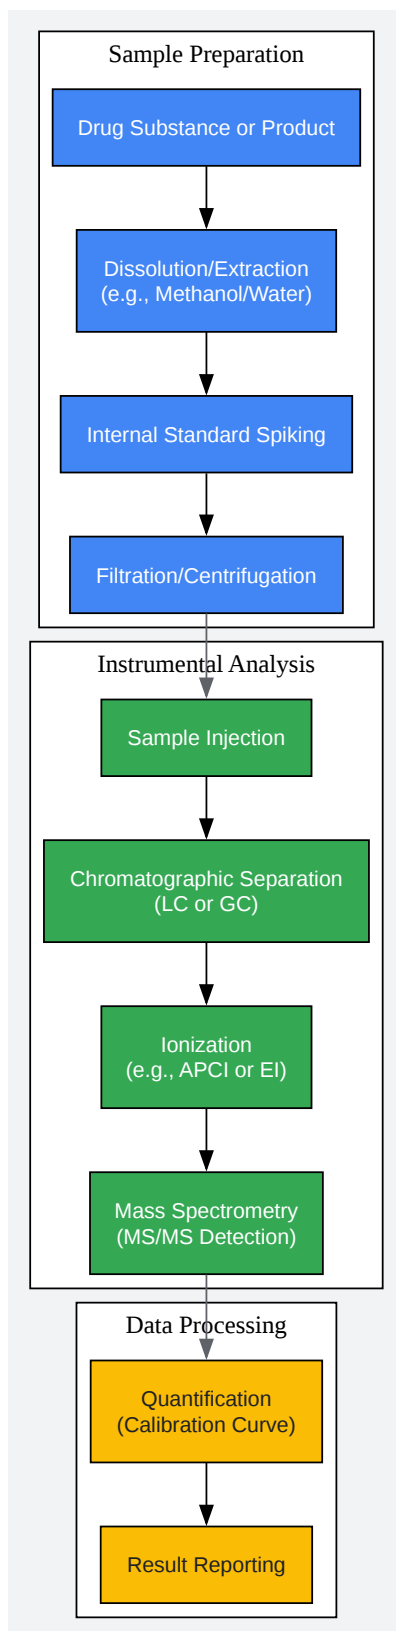 Sample Preparation
Drug Substance or Product
Dissolution/Extraction
(e.g., Methanol/Water)
Internal Standard Spiking
Filtration/Centrifugation
Instrumental Analysis
Sample Injection
Chromatographic Separation
(LC or GC)
Ionization
(e.g., APCI or EI)
Mass Spectrometry
(MS/MS Detection)
Data Processing
Quantification
(Calibration Curve)
Result Reporting